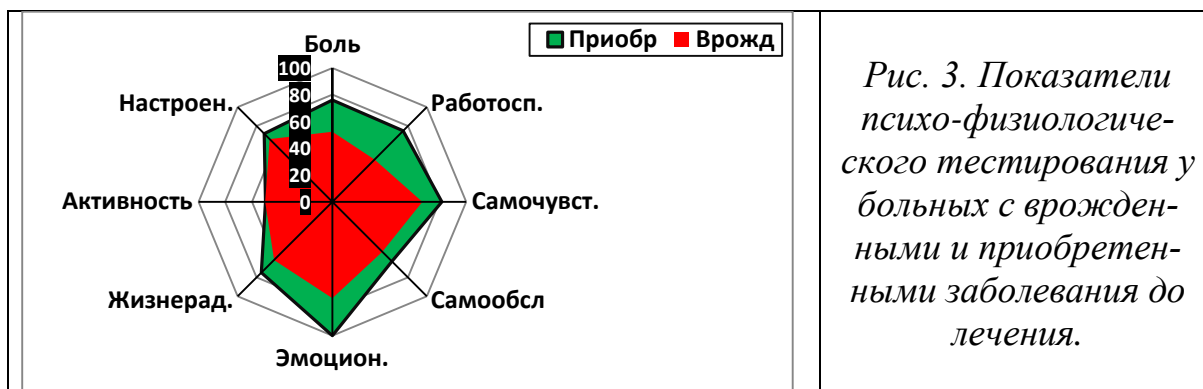 Приобр Врожд
Боль
100
80
60
40
20
0
Настроен.
Работосп.
Активность
Самочувст.
Жизнерад.
Самообсл
Эмоцион.
Рис. 3. Показатели
психо-физиологиче-
ского тестирования у
больных с врожден-
ными и приобретен-
ными заболевания до
лечения.